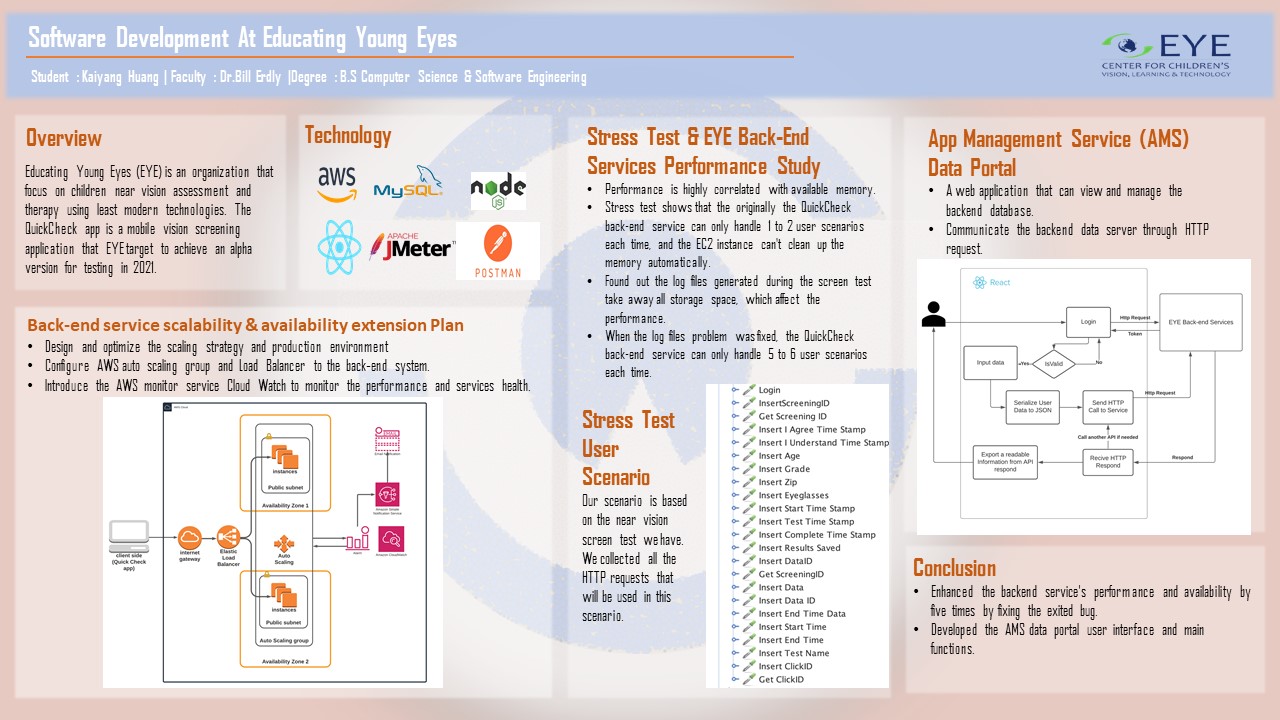 Software Development At Educating Young Eyes
Student : Kaiyang Huang | Faculty : Dr.Bill Erdly |Degree : B.S Computer Science & Software Engineering
EYE
CENTER FOR CHILDREN'S
VISION, LEARNING & TECHNOLOGY
Overview
Educating Young Eyes (EYE) is an organization that
focus on children near vision assessment and
therapy using least modern technologies. The
QuickCheck app is a mobile vision screening
application that EYE target to achieve an alpha
version for testing in 2021.
Technology
aws
MySQL
node
JS
APACHE
JMeter
POSTMAN
Back-end service scalability & availability extension Plan
• Design and optimize the scaling strategy and production environment
• Configure AWS auto scaling group and Load Balancer to the back-end system.
• Introduce the AWS monitor service Cloud Watch to monitor the performance and services health.
client side
(Quick Check
app)
internet
gateway
Elastic
Load
Balancer
instances
Public subnet
Availability Zone 1
Auto
Scaling
instances
Public subnet
Auto Scaling group
Availability Zone 2
Stress Test & EYE Back-End
Services Performance Study
• Performance is highly correlated with available memory.
• Stress test shows that the originally the QuickCheck
back-end service can only handle 1 to 2 user scenarios
each time, and the EC2 instance can't clean up the
memory automatically.
• Found out the log files generated during the screen test
take away all storage space, which affect the
performance.
• When the log files problem was fixed, the QuickCheck
back-end service can only handle 5 to 6 user scenarios
each time.
Stress Test
User
Scenario
Our scenario is based
on the near vision
screen test we have.
We collected all the
HTTP requests that
will be used in this
scenario.
Login
InsertScreeningID
Get Screening ID
Insert I Agree Time Stamp
Insert I Understand Time Stamp
Insert Age
Insert Grade
Insert Zip
Insert Eyeglasses
Insert Start Time Stamp
Insert Test Time Stamp
Insert Complete Time Stamp
Insert Results Saved
Insert DataID
Get ScreeningID
Insert Data
Insert Data ID
Insert End Time Data
Insert Start Time
Insert End Time
Insert Test Name
Insert ClickID
Get ClickID
App Management Service (AMS)
Data Portal
• A web application that can view and manage the
backend database.
• Communicate the backend data server through HTTP
request.
React
Login
Http Request
Token
EYE Back-end Services
Input data
Yes
IsValid
No
Serialize User
Data to JSON
Send HTTP
Call to Service
Http Request
Call another API if needed
Export a readable
Information from API
respond
Recive HTTP
Respond
Respond
Conclusion
• Enhanced the backend service's performance and availability by
five times by fixing the exited bug.
• Developed the AMS data portal user interface and main
functions.